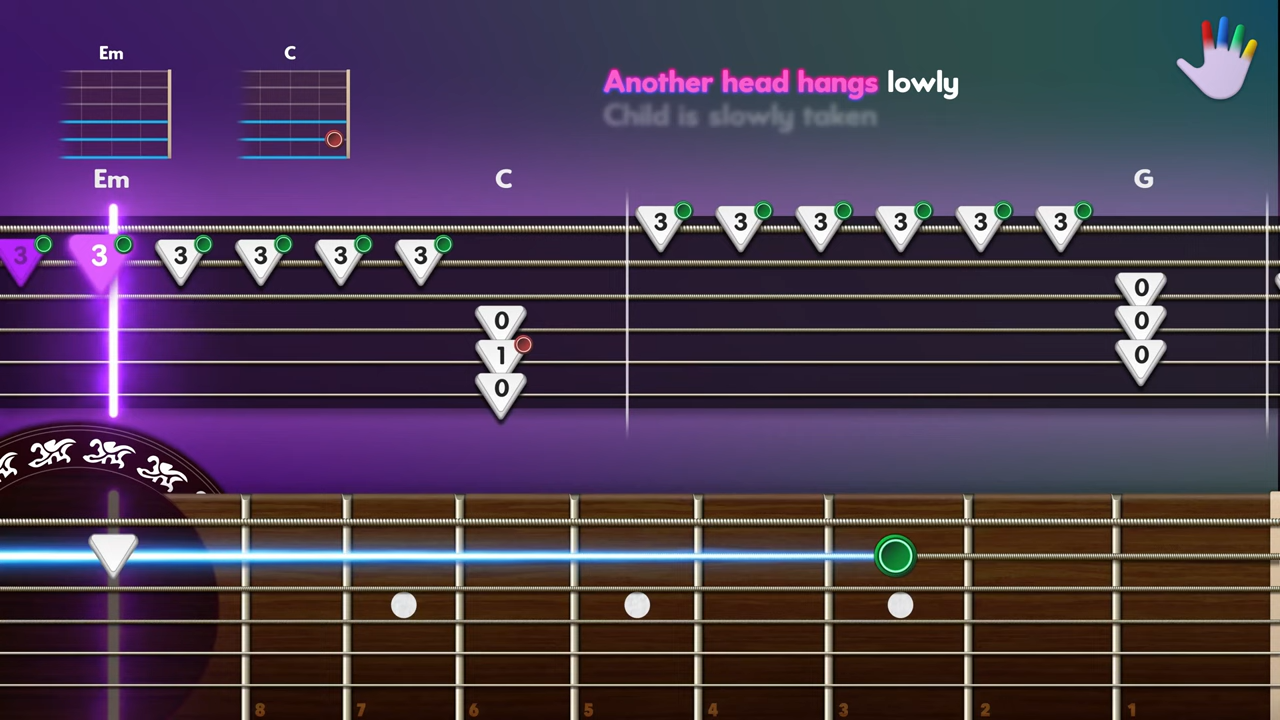 Em C
Another head hangs lowly
Child is slowly taken
Em C G
3 3 3 3 3 3
3 3 3 3 3 3
0
0 0
1 0
0
8 7 6 5 4 3 2 1